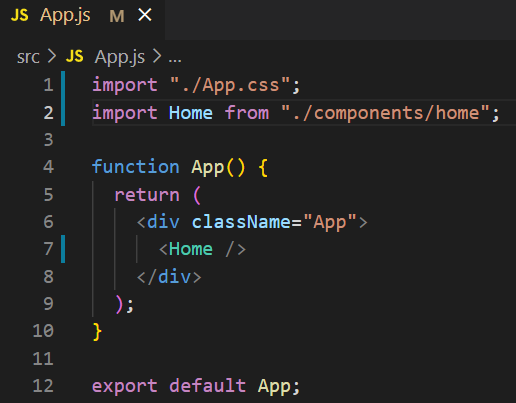 JS App.js M ×
src > JS App.js > ...
1 import "./App.css";
2 import Home from "./components/home";
3
4 function App() {
5   return (
6     <div className="App">
7       <Home />
8     </div>
9   );
10 }
11
12 export default App;